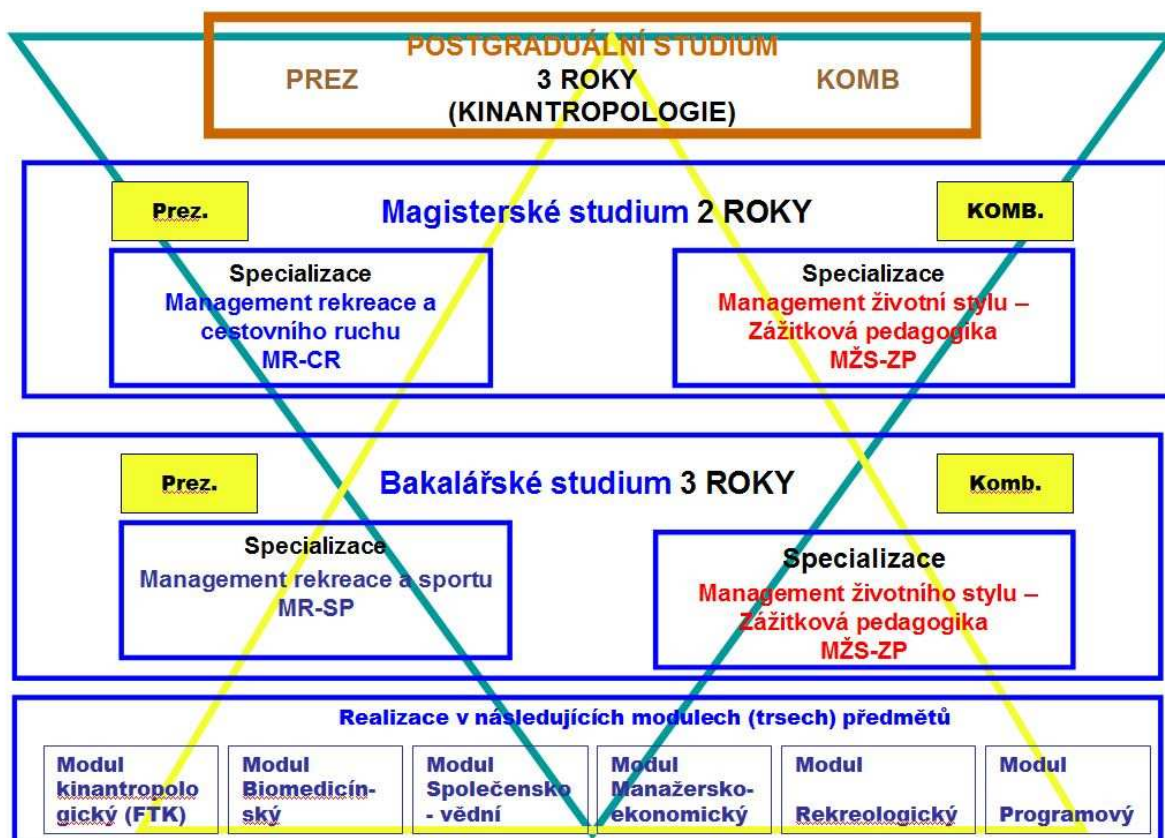 POSTGRADUÁLNÍ STUDIUM
PREZ 3 ROKY KOMB
(KINANTROPOLOGIE)
Prez. Magisterské studium 2 ROKY KOMB.
Specializace
Management rekreace a
cestovního ruchu
MR-CR
Specializace
Management životní stylu –
Zážitková pedagogika
MŽS-ZP
Prez. Bakalářské studium 3 ROKY Komb.
Specializace
Management rekreace a sportu
MR-SP
Specializace
Management životního stylu –
Zážitková pedagogika
MŽS-ZP
Realizace v následujících modulech (trsech) předmětů
Modul
kinantropolo
gický (FTK)
Modul
Biomedicín-
ský
Modul
Společensko
- vědní
Modul
Manažersko-
ekonomický
Modul
Rekreologický
Modul
Programový